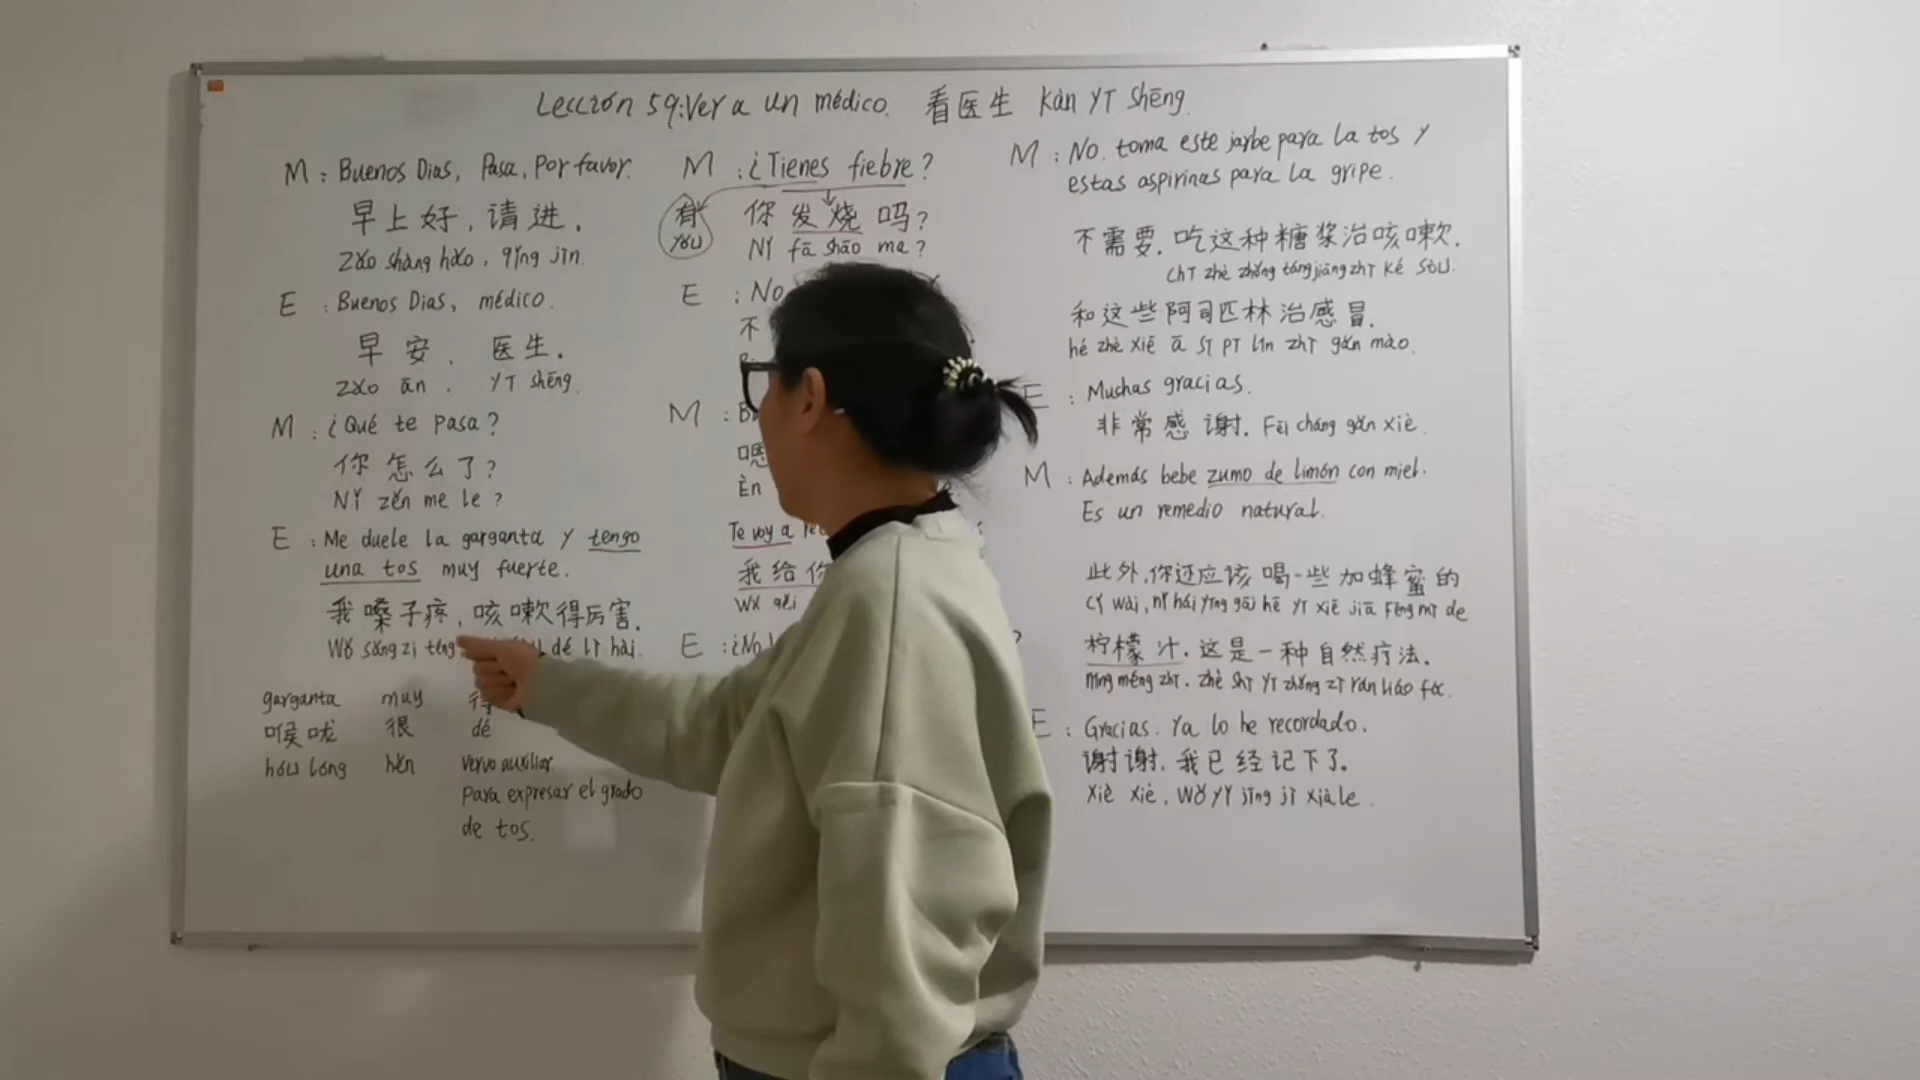 Lección 59: Ver a un médico. 看医生 Kàn Yī Shēng.
M: Buenos Dias, Pasa, Por favor.
早上好,请进.
Zǎo shàng hǎo, qǐng jìn.
E: Buenos Dias, médico.
早安. 医生.
Zǎo ān. Yī shēng.
M: ¿Qué te pasa?
你怎么了?
Nǐ zěn me le?
E: Me duele la garganta y tengo
una tos muy fuerte.
我嗓子疼,咳嗽得厉害.
Wǒ sǎng zi téng dé lì hài.
garganta muy 得
喉咙 很 dé
hóu lóng hěn vervo auxiliar.
Para expresar el grado
de tos.
M: ¿Tienes fiebre?
有 你发烧吗?
yǒu Nǐ fā shāo ma?
E: No
不
M:
嗯
Èn
Te voy a
我给你
wǒ gěi
E: ¿No
M: No. toma este jarbe para la tos y
estas aspirinas para la gripe.
不需要. 吃这种糖浆治咳嗽.
chī zhè zhǒng táng jiāng zhì ké sòu.
和这些阿司匹林治感冒.
hé zhè xiē ā sī pī lín zhì gǎn mào.
E: Muchas gracias.
非常感谢. Fēi cháng gǎn xiè.
M: Además bebe zumo de limón con miel.
Es un remedio natural.
此外,你还应该喝一些加蜂蜜的
cǐ wài, nǐ hái yīng gāi hē yī xiē jiā fēng mì de
柠檬汁. 这是一种自然疗法.
níng méng zhī. zhè shì yī zhǒng zì rán liáo fǎ.
E: Gracias. Ya lo he recordado.
谢谢. 我已经记下了.
Xiè xiè. Wǒ yǐ jīng jì xià le.